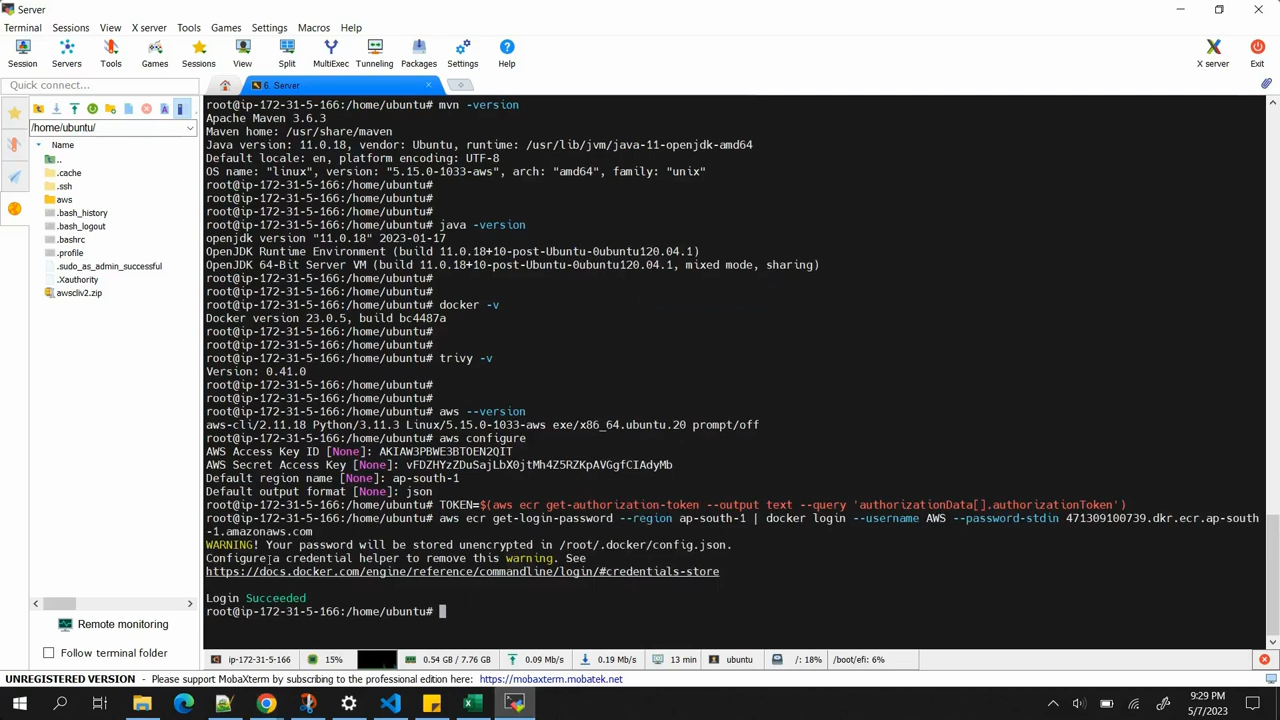 Server
Terminal Sessions View X server Tools Games Settings Macros Help
Session Servers Tools Games Sessions View Split MultiExec Tunneling Packages Settings Help X server Exit
Quick connect...
6. Server
/home/ubuntu/
Name
..
.cache
.ssh
aws
.bash_history
.bash_logout
.bashrc
.profile
.sudo_as_admin_successful
.Xauthority
awscliv2.zip
Remote monitoring
Follow terminal folder
root@ip-172-31-5-166:/home/ubuntu# mvn -version
Apache Maven 3.6.3
Maven home: /usr/share/maven
Java version: 11.0.18, vendor: Ubuntu, runtime: /usr/lib/jvm/java-11-openjdk-amd64
Default locale: en, platform encoding: UTF-8
OS name: "linux", version: "5.15.0-1033-aws", arch: "amd64", family: "unix"
root@ip-172-31-5-166:/home/ubuntu#
root@ip-172-31-5-166:/home/ubuntu#
root@ip-172-31-5-166:/home/ubuntu#
root@ip-172-31-5-166:/home/ubuntu# java -version
openjdk version "11.0.18" 2023-01-17
OpenJDK Runtime Environment (build 11.0.18+10-post-Ubuntu-0ubuntu120.04.1)
OpenJDK 64-Bit Server VM (build 11.0.18+10-post-Ubuntu-0ubuntu120.04.1, mixed mode, sharing)
root@ip-172-31-5-166:/home/ubuntu#
root@ip-172-31-5-166:/home/ubuntu#
root@ip-172-31-5-166:/home/ubuntu# docker -v
Docker version 23.0.5, build bc4487a
root@ip-172-31-5-166:/home/ubuntu#
root@ip-172-31-5-166:/home/ubuntu#
root@ip-172-31-5-166:/home/ubuntu# trivy -v
Version: 0.41.0
root@ip-172-31-5-166:/home/ubuntu#
root@ip-172-31-5-166:/home/ubuntu#
root@ip-172-31-5-166:/home/ubuntu# aws --version
aws-cli/2.11.18 Python/3.11.3 Linux/5.15.0-1033-aws exe/x86_64.ubuntu.20 prompt/off
root@ip-172-31-5-166:/home/ubuntu# aws configure
AWS Access Key ID [None]: AKIAW3PBWE3BTOEN2QIT
AWS Secret Access Key [None]: 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
Default region name [None]: ap-south-1
Default output format [None]: json
root@ip-172-31-5-166:/home/ubuntu# TOKEN=$(aws ecr get-authorization-token --output text --query 'authorizationData[].authorizationToken')
root@ip-172-31-5-166:/home/ubuntu# aws ecr get-login-password --region ap-south-1 | docker login --username AWS --password-stdin 471309100739.dkr.ecr.ap-south
-1.amazonaws.com
WARNING! Your password will be stored unencrypted in /root/.docker/config.json.
Configure a credential helper to remove this warning. See
https://docs.docker.com/engine/reference/commandline/login/#credentials-store
Login Succeeded
root@ip-172-31-5-166:/home/ubuntu#
ip-172-31-5-166 15% 0.54 GB / 7.76 GB 0.09 Mb/s 0.19 Mb/s 13 min ubuntu /: 18% /boot/efi: 6%
UNREGISTERED VERSION - Please support MobaXterm by subscribing to the professional edition here: https://mobaxterm.mobatek.net
9:29 PM
5/7/2023